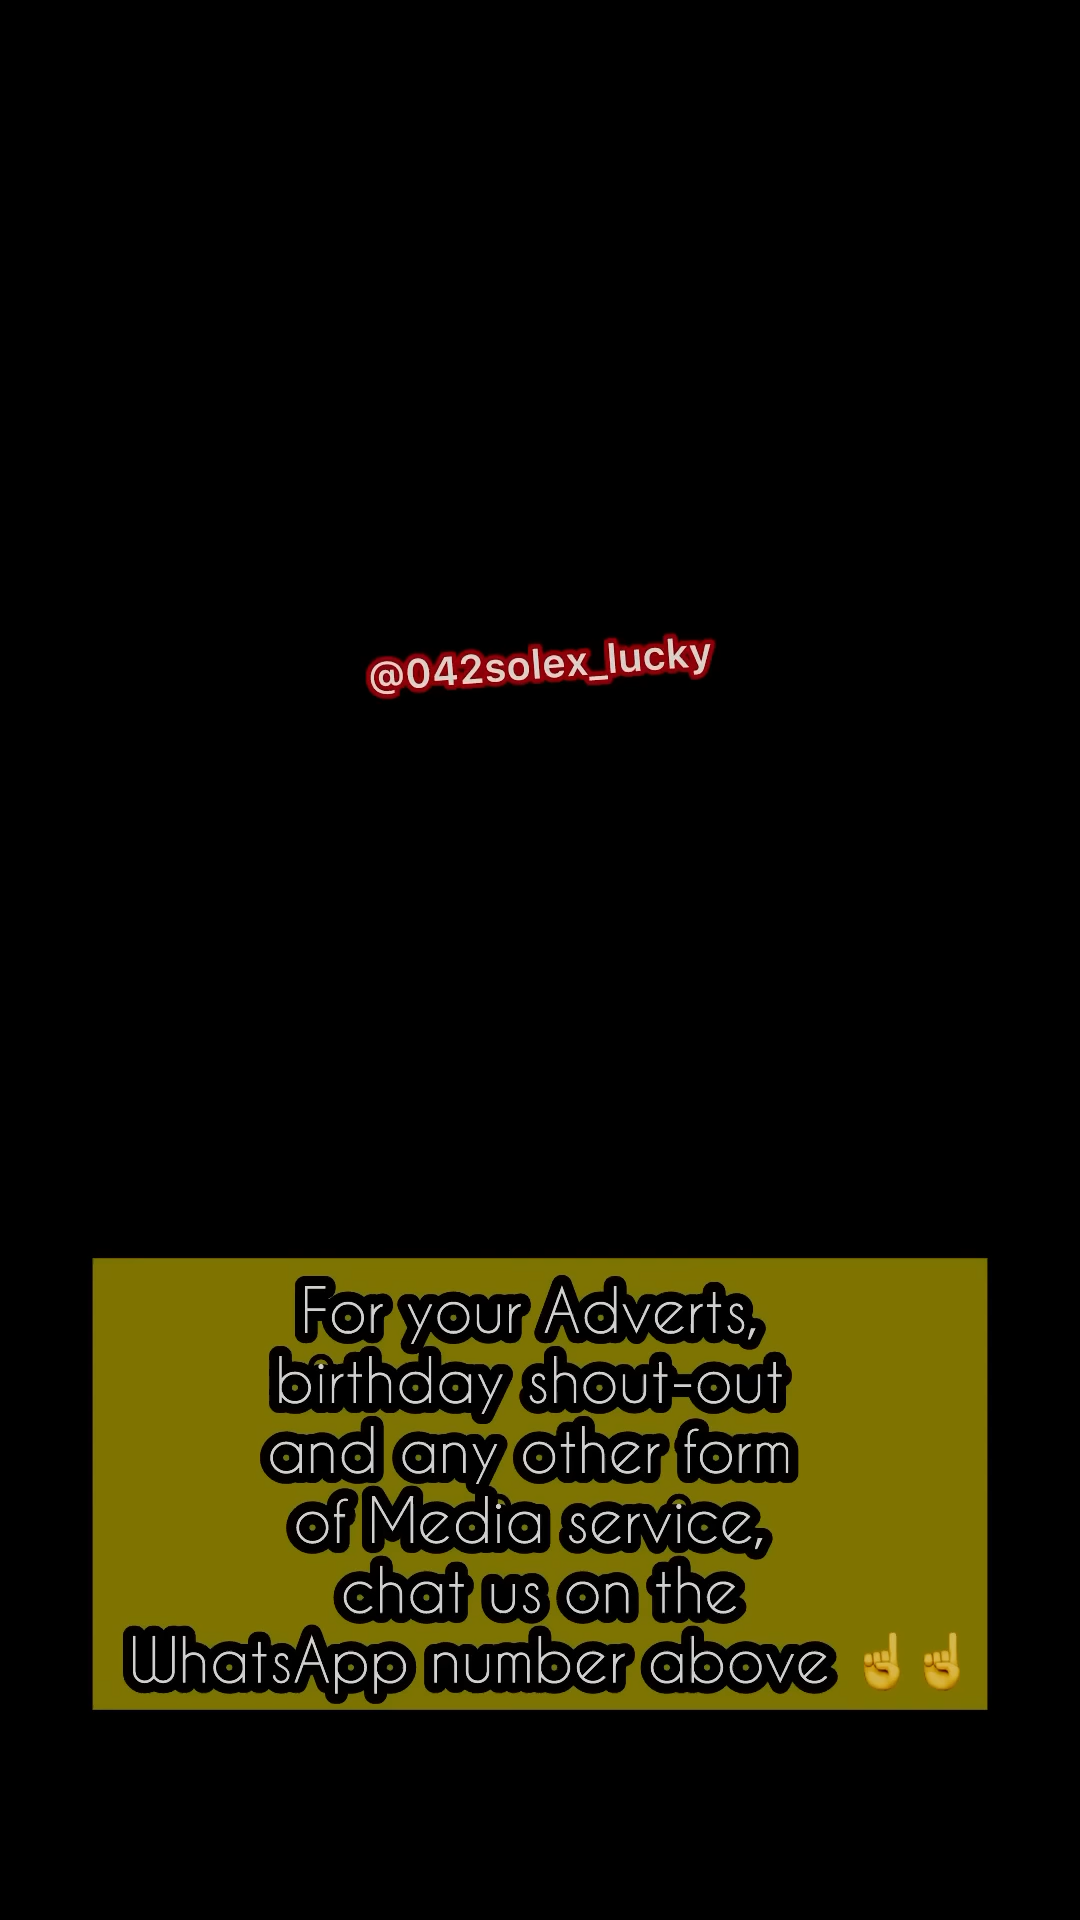 @042solex_lucky
For your Adverts,
birthday shout-out
and any other form
of Media service,
chat us on the
WhatsApp number above ☝️☝️